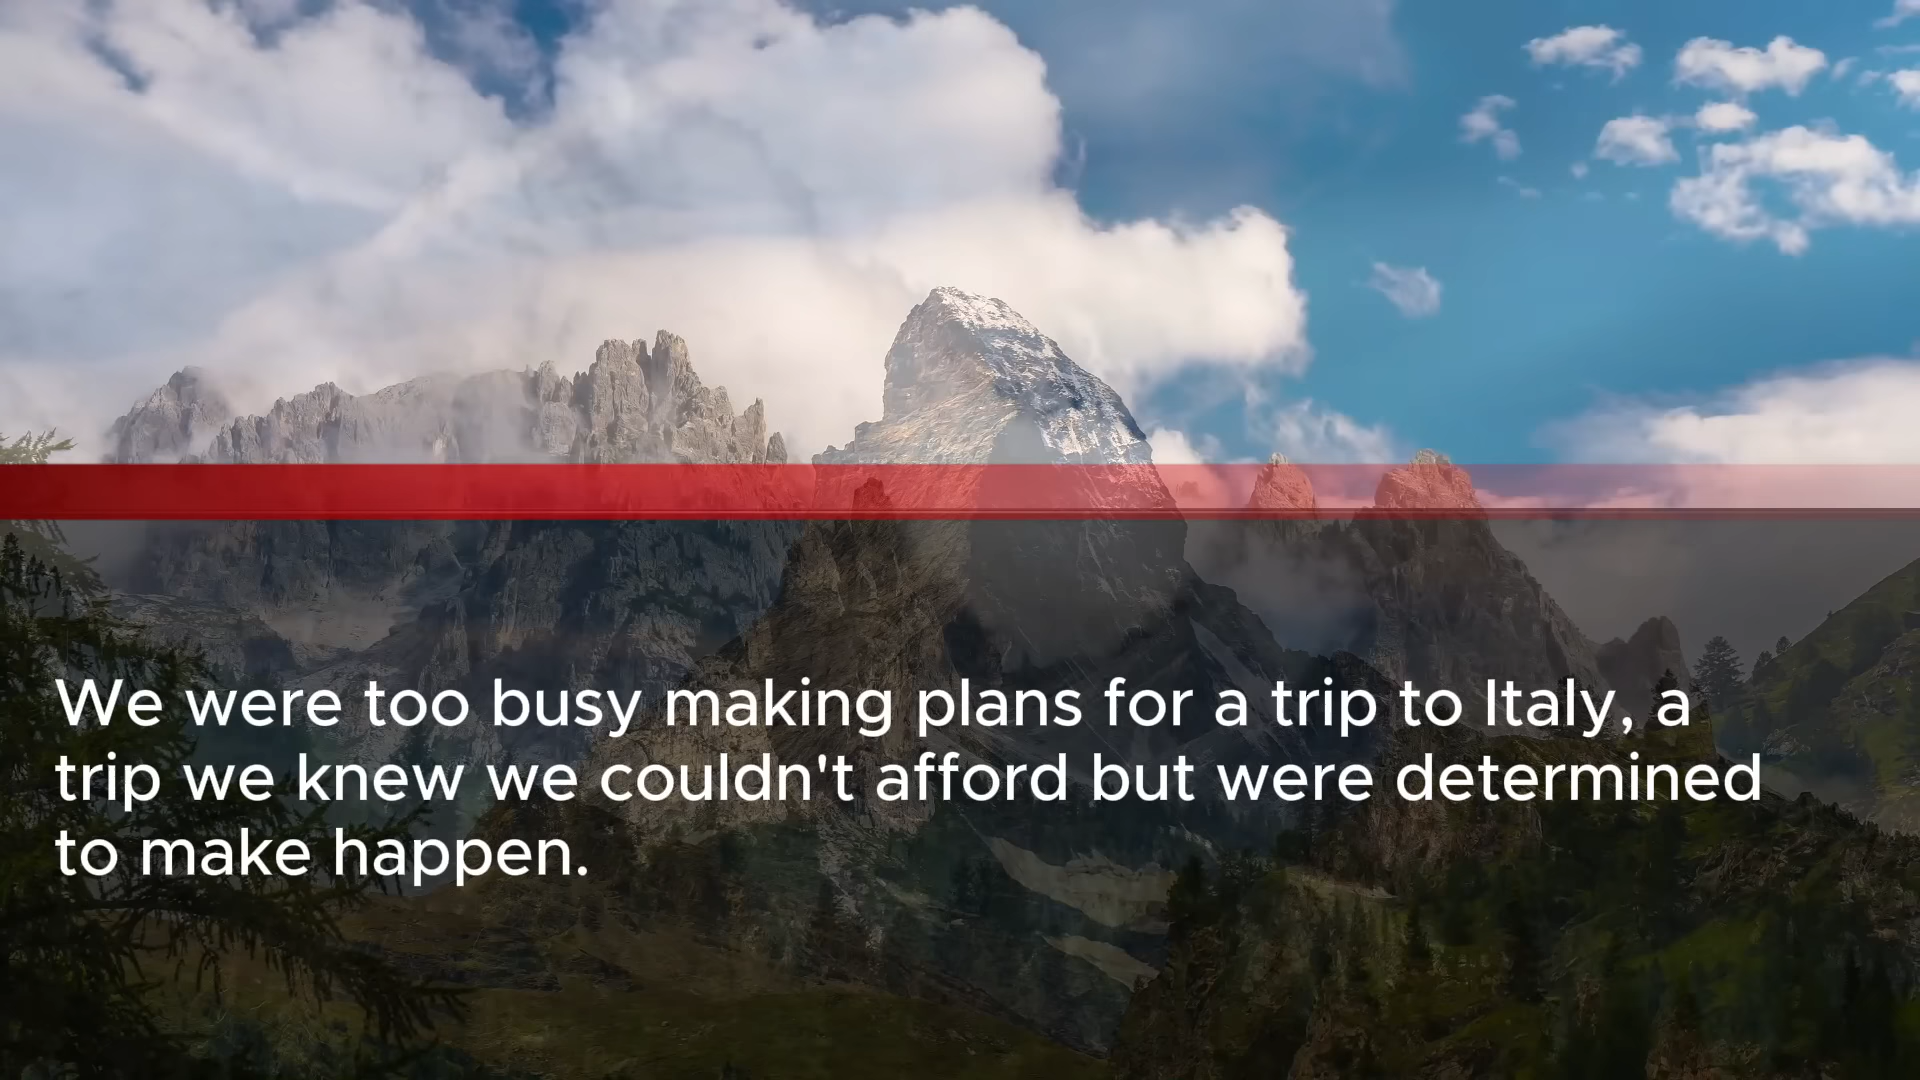 We were too busy making plans for a trip to Italy, a
trip we knew we couldn't afford but were determined
to make happen.